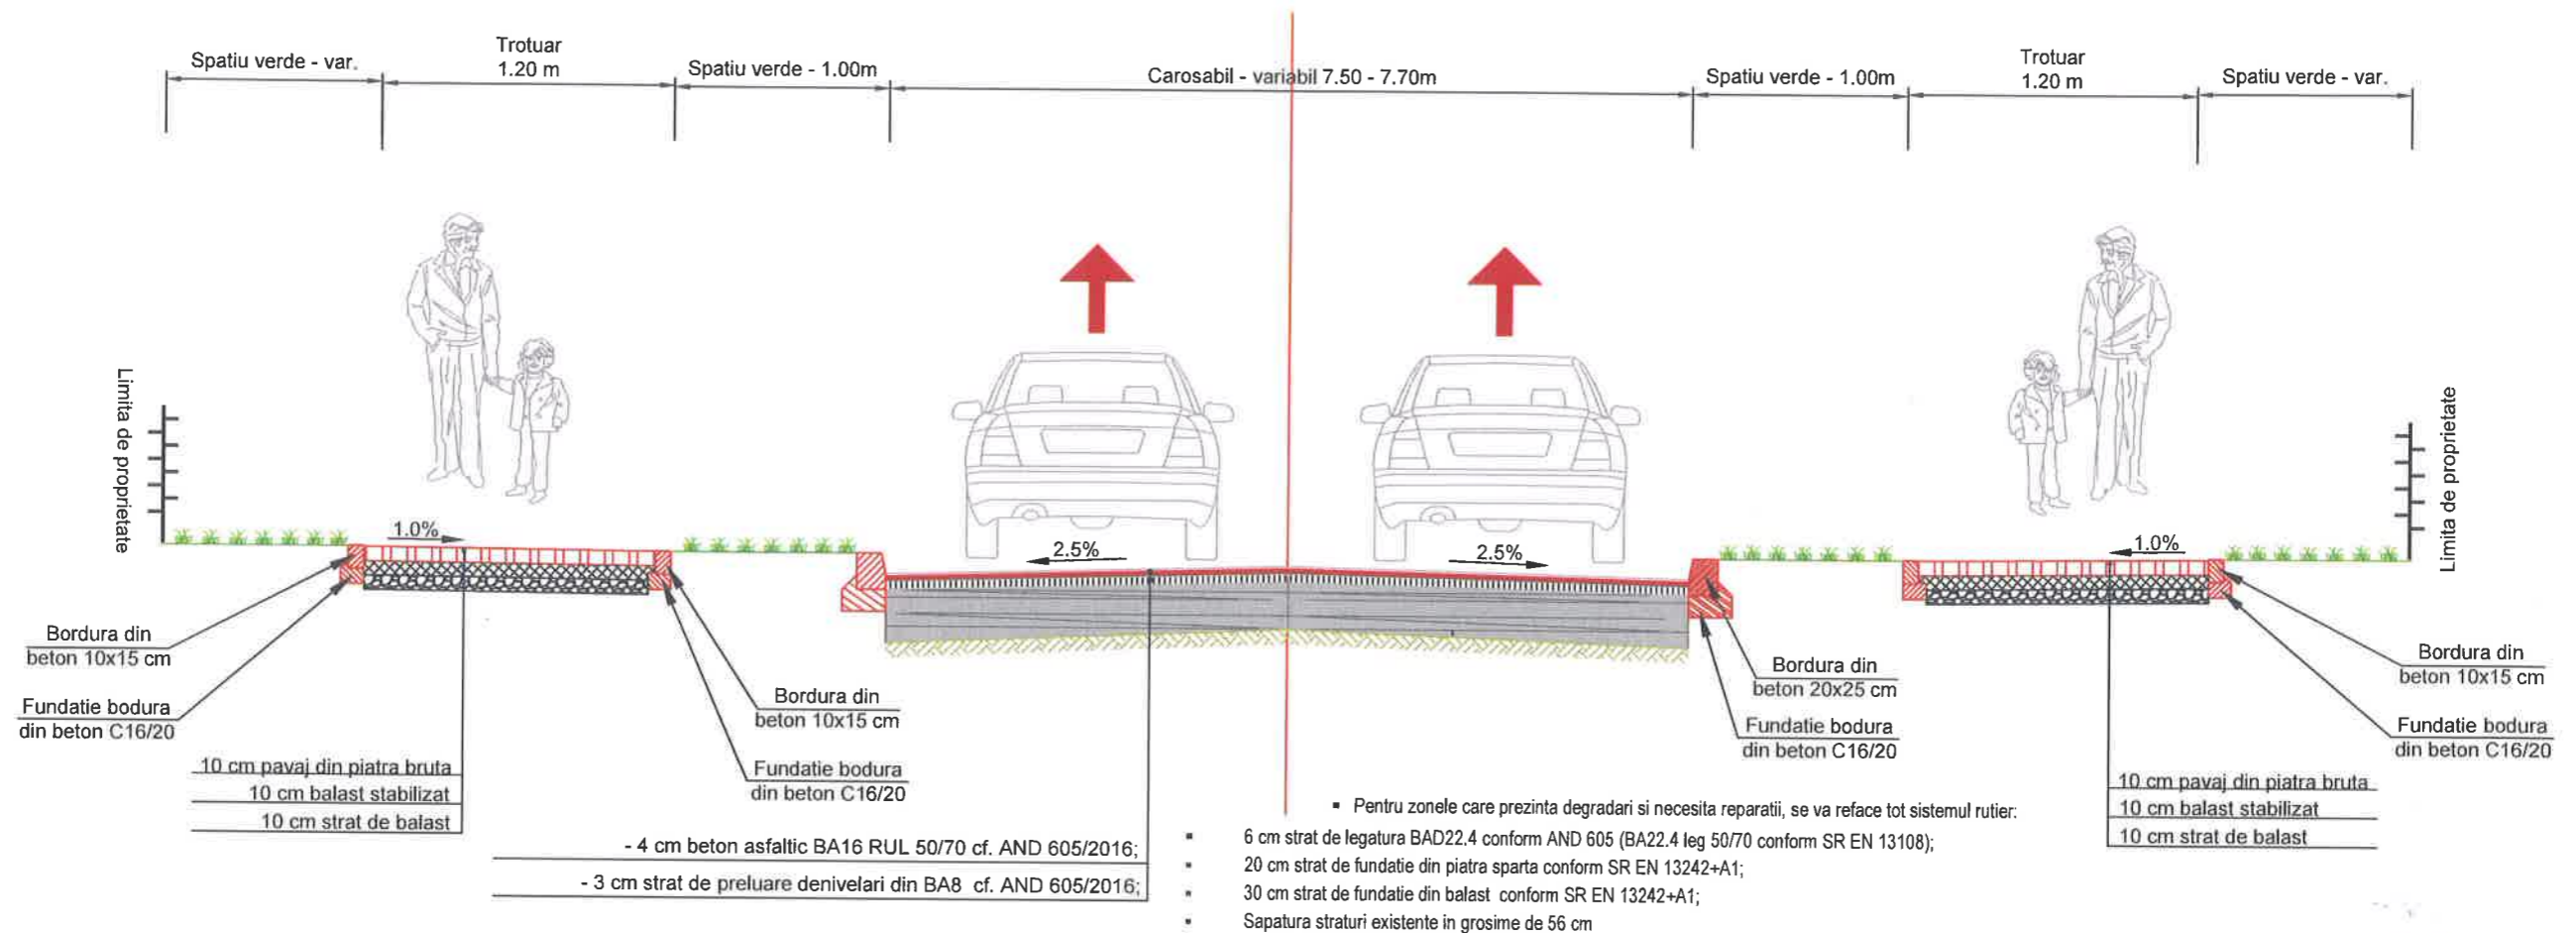 Spatiu verde - var.
Trotuar
1.20 m
Spatiu verde - 1.00m
Carosabil - variabil 7.50 - 7.70m
Spatiu verde - 1.00m
Trotuar
1.20 m
Spatiu verde - var.
Limita de proprietate
Limita de proprietate
1.0%
2.5%
2.5%
1.0%
Bordura din
beton 10x15 cm
Fundatie bodura
din beton C16/20
10 cm pavaj din piatra bruta
10 cm balast stabilizat
10 cm strat de balast
Bordura din
beton 10x15 cm
Fundatie bodura
din beton C16/20
- 4 cm beton asfaltic BA16 RUL 50/70 cf. AND 605/2016;
- 3 cm strat de preluare denivelari din BA8 cf. AND 605/2016;
Bordura din
beton 20x25 cm
Fundatie bodura
din beton C16/20
Bordura din
beton 10x15 cm
Fundatie bodura
din beton C16/20
10 cm pavaj din piatra bruta
10 cm balast stabilizat
10 cm strat de balast
▪ Pentru zonele care prezinta degradari si necesita reparatii, se va reface tot sistemul rutier:
▪ 6 cm strat de legatura BAD22.4 conform AND 605 (BA22.4 leg 50/70 conform SR EN 13108);
▪ 20 cm strat de fundatie din piatra sparta conform SR EN 13242+A1;
▪ 30 cm strat de fundatie din balast conform SR EN 13242+A1;
▪ Sapatura straturi existente in grosime de 56 cm